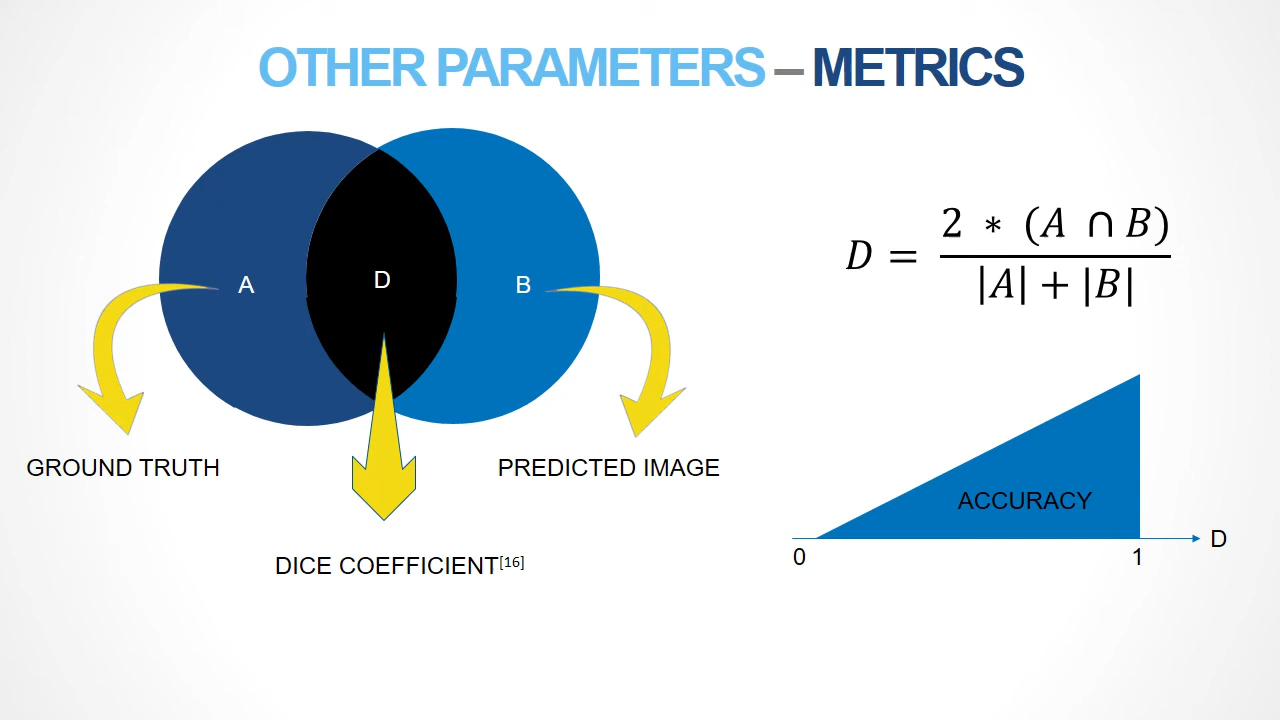 OTHER PARAMETERS – METRICS
A
D
B
GROUND TRUTH
PREDICTED IMAGE
DICE COEFFICIENT[16]
D = 2 * (A ∩ B) / |A| + |B|
ACCURACY
D
0
1